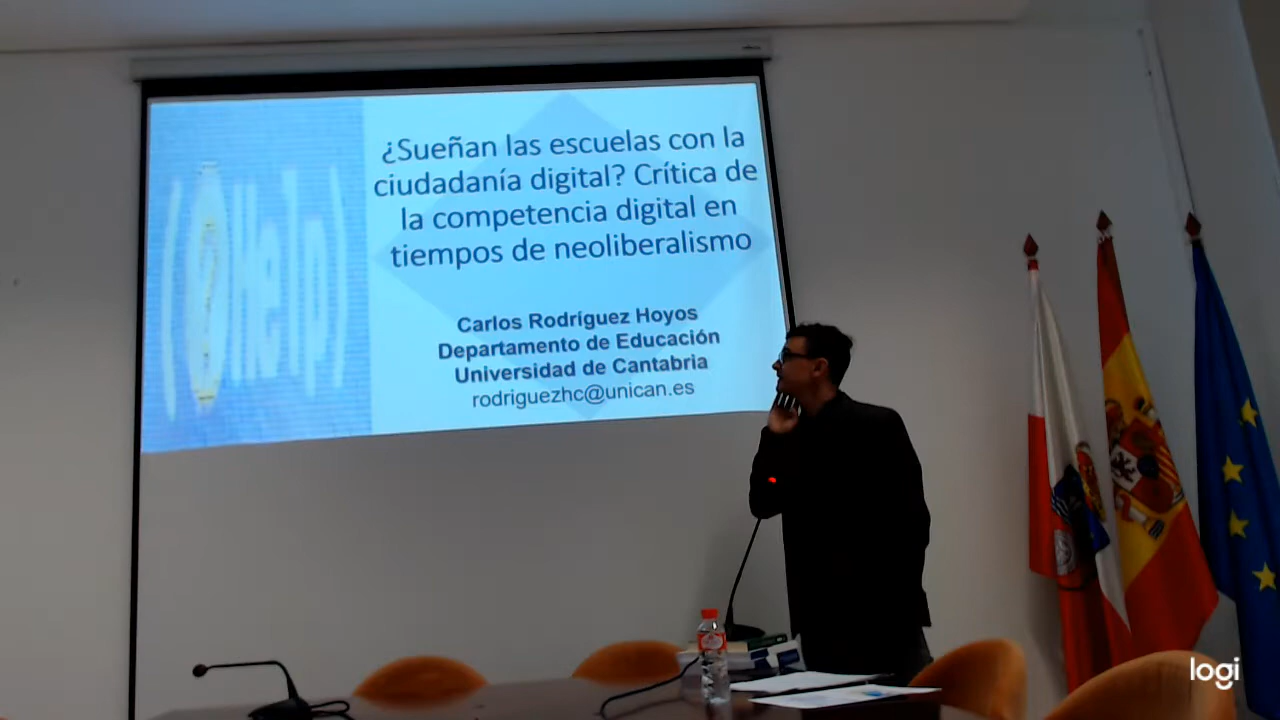 ¿Sueñan las escuelas con la
ciudadanía digital? Crítica de
la competencia digital en
tiempos de neoliberalismo
Carlos Rodríguez Hoyos
Departamento de Educación
Universidad de Cantabria
rodriguezhc@unican.es
(?HeIp)
logi